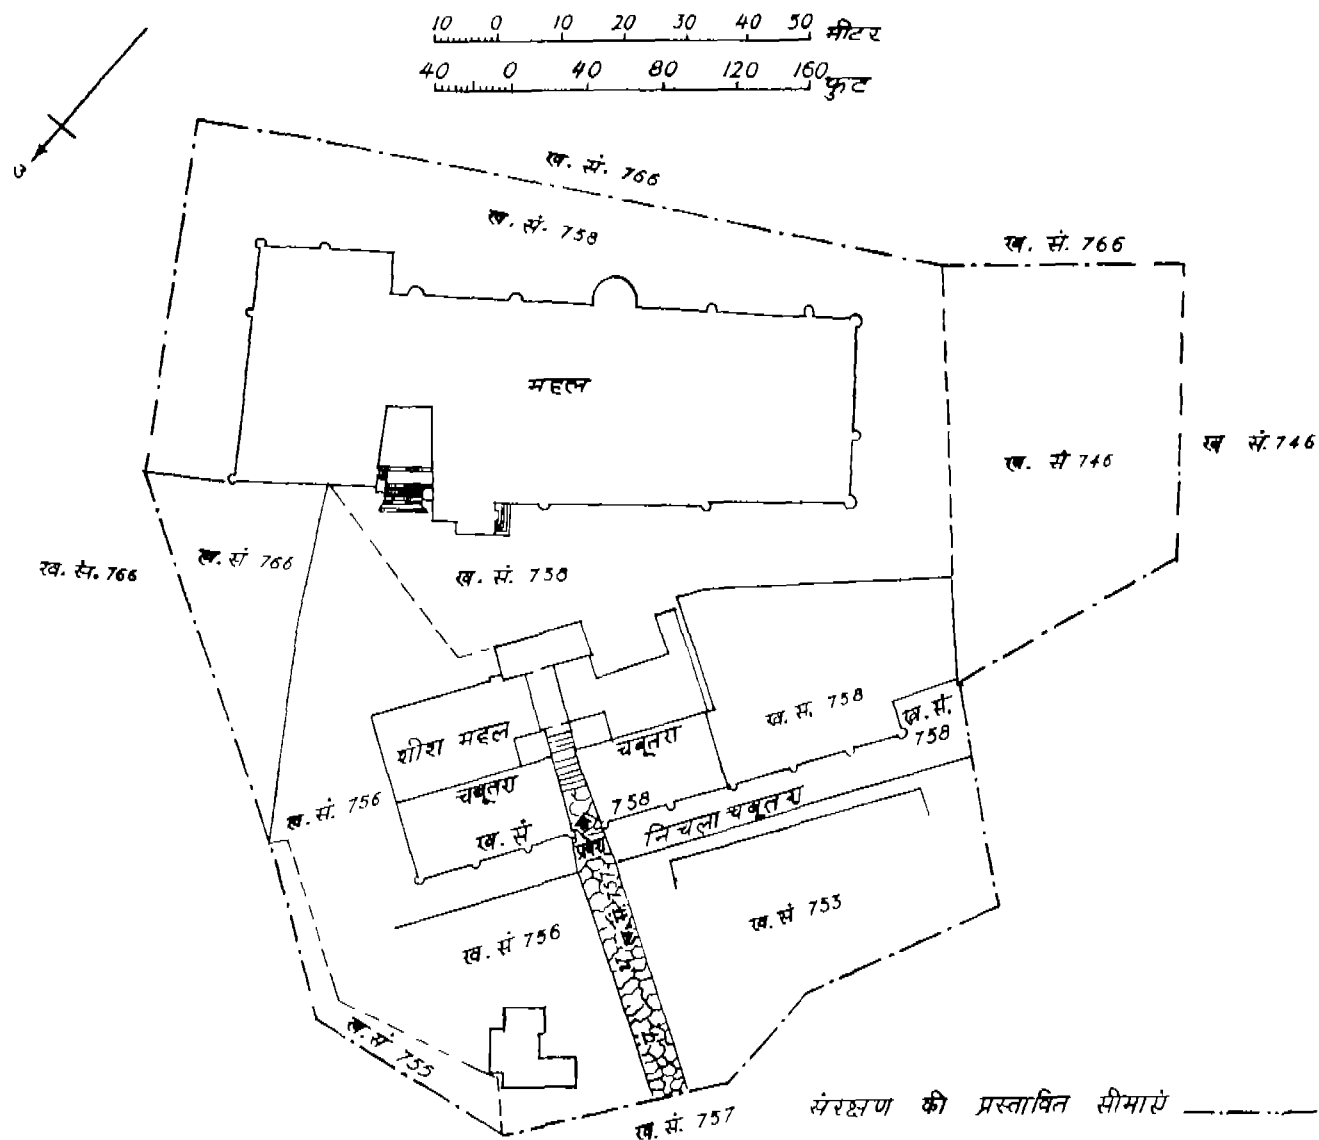 10 0 10 20 30 40 50 मीटर
40 0 40 80 120 160 फुट
उ
ख. सं. 766
ख. सं. 758
ख. सं. 766
महल
ख. सं 746
ख सं. 746
ख. सं. 766
ख. सं 766
ख. सं. 758
ख. सं. 758
ख. सं. 758
शीश महल
चबूतरा
चबूतरा
ख. सं. 756
ख. सं 758
निचला चबूतरा
प्रवेश
ख. सं 753
ख. सं 756
ख. सं 755
ख. सं. 757
संरक्षण की प्रस्तावित सीमाएं